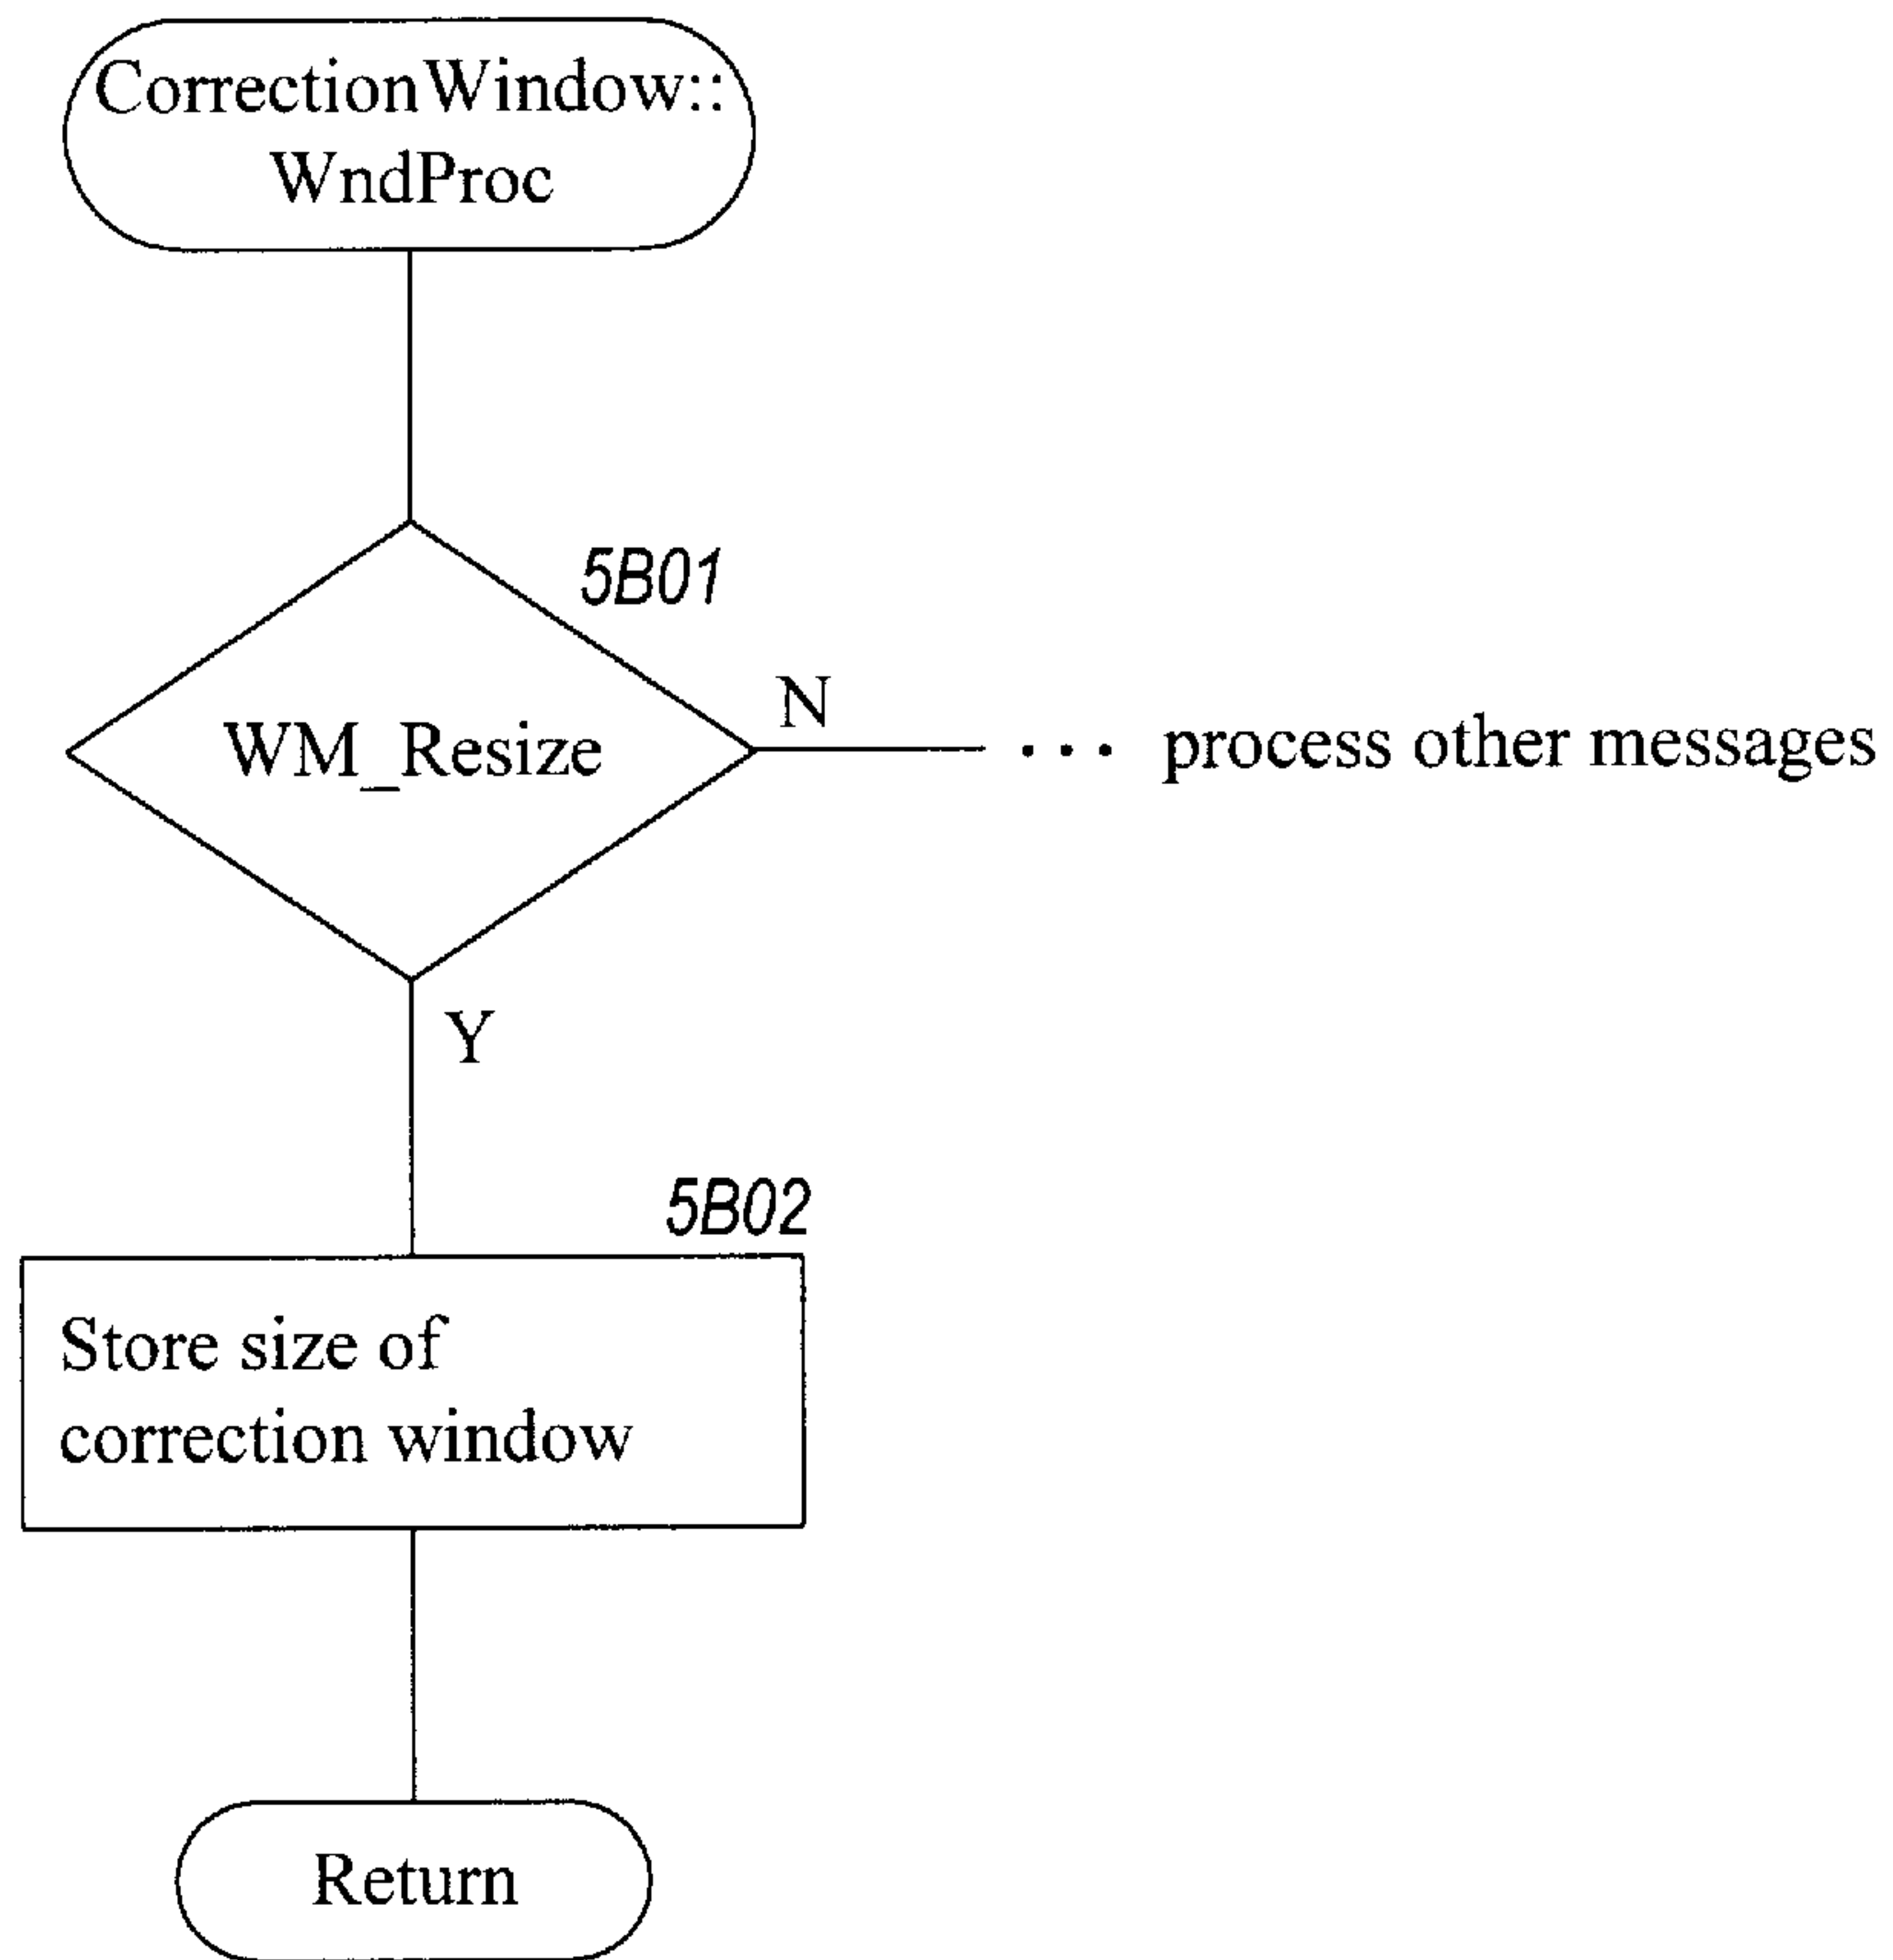 CorrectionWindow::
WndProc
5B01
WM_Resize
N
• • • process other messages
Y
5B02
Store size of
correction window
Return